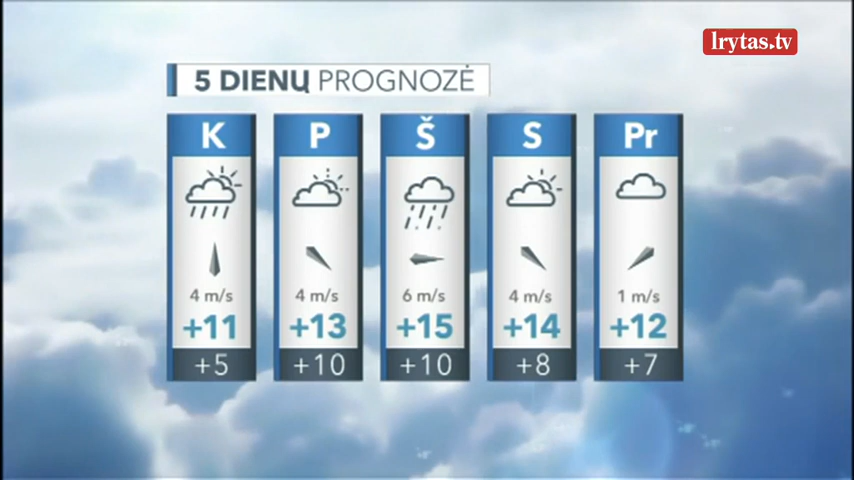 lrytas.tv
5 DIENŲ PROGNOZĖ
K P Š S Pr
4 m/s 4 m/s 6 m/s 4 m/s 1 m/s
+11 +13 +15 +14 +12
+5 +10 +10 +8 +7